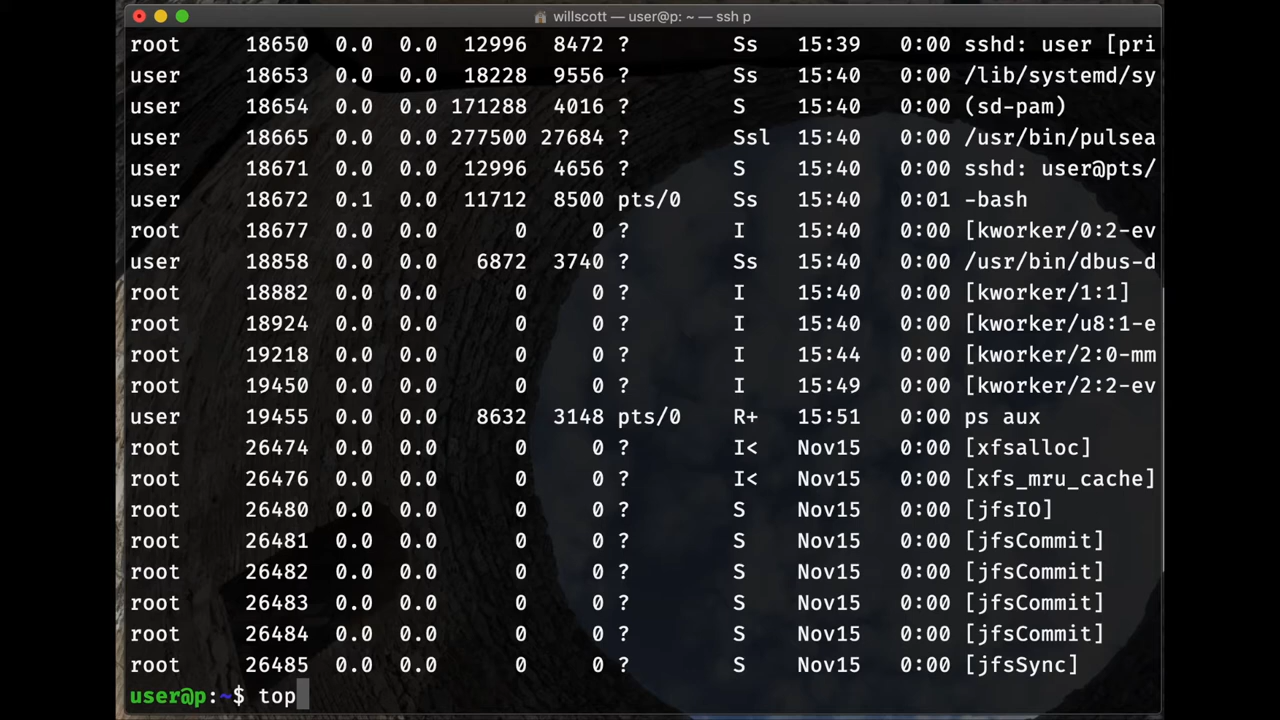 willscott — user@p: ~ — ssh p
root 18650 0.0 0.0 12996 8472 ? Ss 15:39 0:00 sshd: user [pri
user 18653 0.0 0.0 18228 9556 ? Ss 15:40 0:00 /lib/systemd/sy
user 18654 0.0 0.0 171288 4016 ? S 15:40 0:00 (sd-pam)
user 18665 0.0 0.0 277500 27684 ? Ssl 15:40 0:00 /usr/bin/pulsea
user 18671 0.0 0.0 12996 4656 ? S 15:40 0:00 sshd: user@pts/
user 18672 0.1 0.0 11712 8500 pts/0 Ss 15:40 0:01 -bash
root 18677 0.0 0.0 0 0 ? I 15:40 0:00 [kworker/0:2-ev
user 18858 0.0 0.0 6872 3740 ? Ss 15:40 0:00 /usr/bin/dbus-d
root 18882 0.0 0.0 0 0 ? I 15:40 0:00 [kworker/1:1]
root 18924 0.0 0.0 0 0 ? I 15:40 0:00 [kworker/u8:1-e
root 19218 0.0 0.0 0 0 ? I 15:44 0:00 [kworker/2:0-mm
root 19450 0.0 0.0 0 0 ? I 15:49 0:00 [kworker/2:2-ev
user 19455 0.0 0.0 8632 3148 pts/0 R+ 15:51 0:00 ps aux
root 26474 0.0 0.0 0 0 ? I< Nov15 0:00 [xfsalloc]
root 26476 0.0 0.0 0 0 ? I< Nov15 0:00 [xfs_mru_cache]
root 26480 0.0 0.0 0 0 ? S Nov15 0:00 [jfsIO]
root 26481 0.0 0.0 0 0 ? S Nov15 0:00 [jfsCommit]
root 26482 0.0 0.0 0 0 ? S Nov15 0:00 [jfsCommit]
root 26483 0.0 0.0 0 0 ? S Nov15 0:00 [jfsCommit]
root 26484 0.0 0.0 0 0 ? S Nov15 0:00 [jfsCommit]
root 26485 0.0 0.0 0 0 ? S Nov15 0:00 [jfsSync]
user@p:~$ top